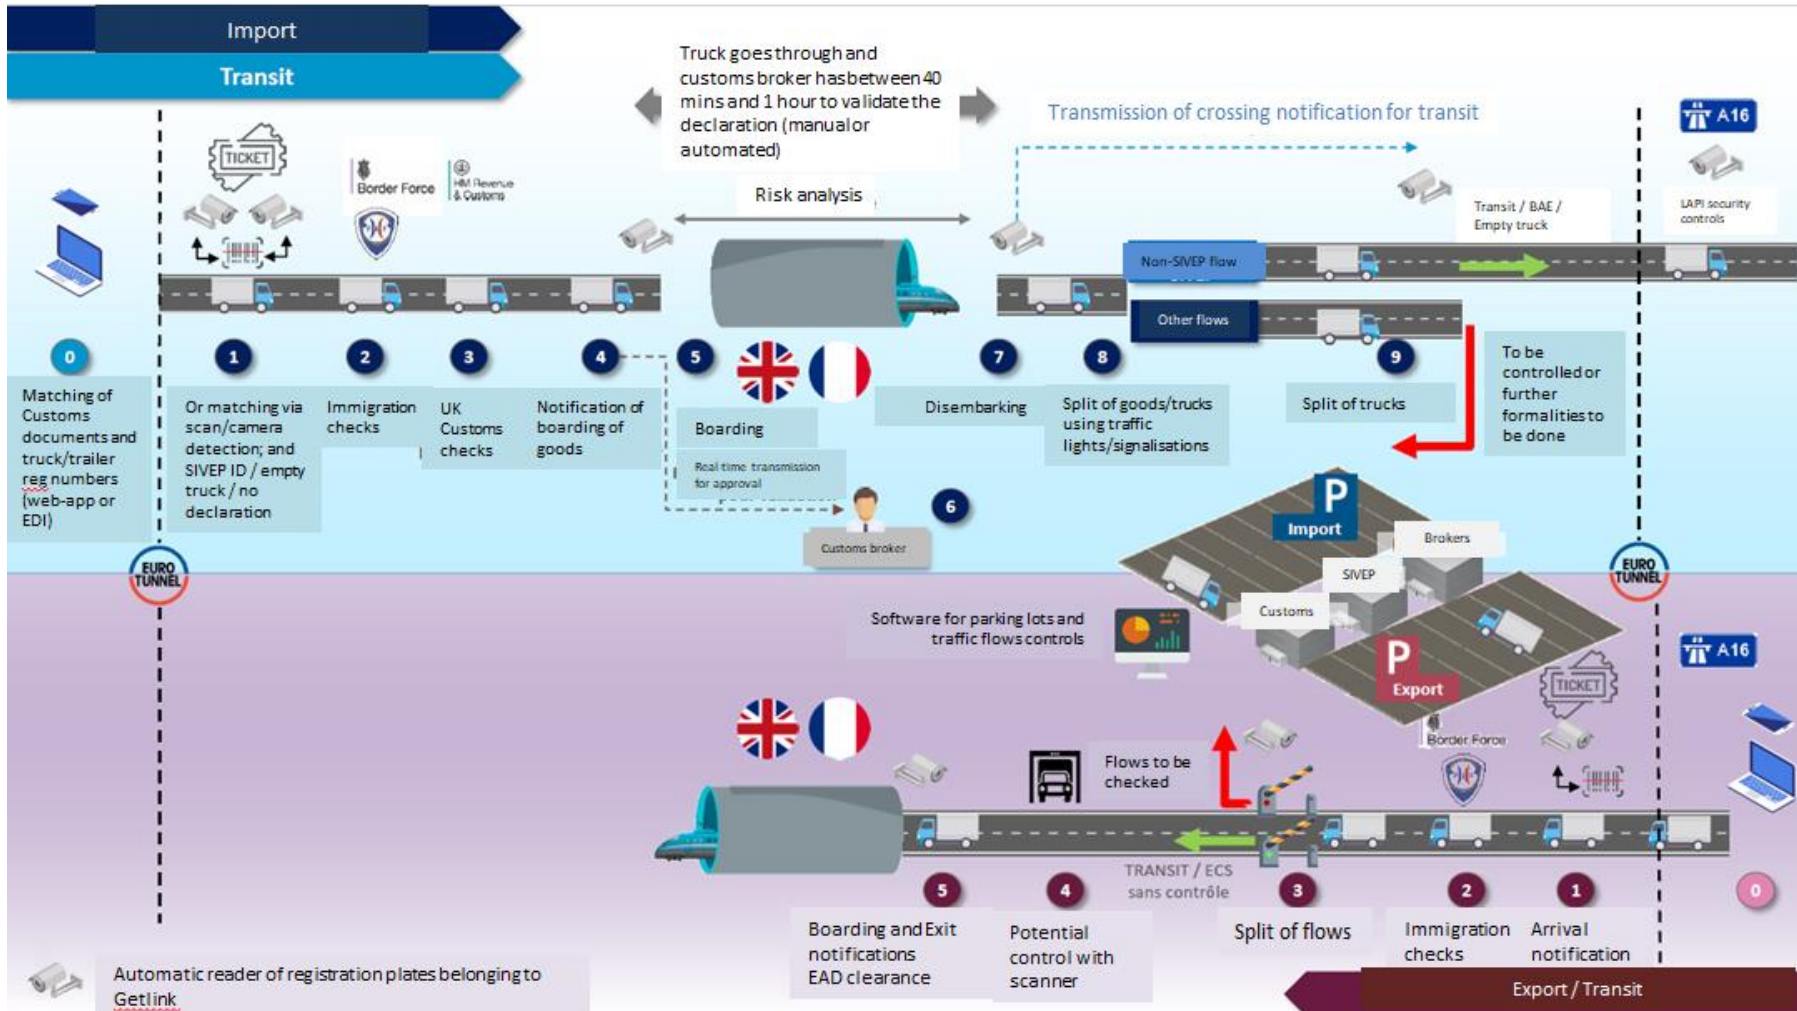 Import
Transit
Truck goes through and
customs broker has between 40
mins and 1 hour to validate the
declaration (manual or
automated)
Transmission of crossing notification for transit
A16
TICKET
Border Force
HM Revenue
& Customs
Risk analysis
Transit / BAE /
Empty truck
LAPI security
controls
Non-SIVEP flow
Other flows
0
1
2
3
4
5
7
8
9
Matching of
Customs
documents and
truck/trailer
reg numbers
(web-app or
EDI)
Or matching via
scan/camera
detection; and
SIVEP ID / empty
truck / no
declaration
Immigration
checks
UK
Customs
checks
Notification of
boarding of
goods
Boarding
Real time transmission
for approval
Disembarking
Split of goods/trucks
using traffic
lights/signalisations
Split of trucks
To be
controlled or
further
formalities to
be done
6
Customs broker
P
Import
Brokers
SIVEP
Customs
EURO
TUNNEL
EURO
TUNNEL
Software for parking lots and
traffic flows controls
P
Export
A16
TICKET
Border Force
Flows to be
checked
TRANSIT / ECS
sans contrôle
5
4
3
2
1
0
Boarding and Exit
notifications
EAD clearance
Potential
control with
scanner
Split of flows
Immigration
checks
Arrival
notification
Automatic reader of registration plates belonging to
Getlink
Export / Transit